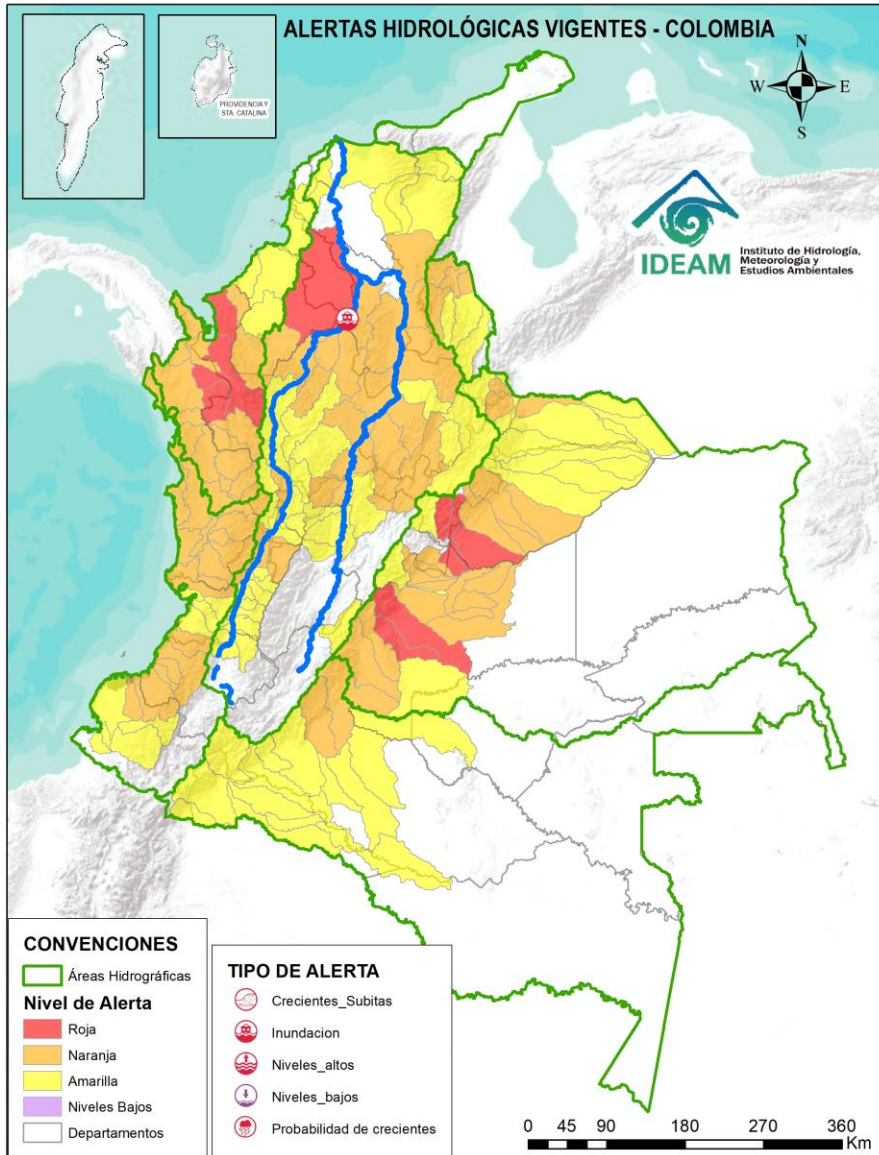 ALERTAS HIDROLÓGICAS VIGENTES - COLOMBIA
PROVIDENCIA Y
STA. CATALINA
N
W
E
S
IDEAM
Instituto de Hidrología,
Meteorología y
Estudios Ambientales
CONVENCIONES
Áreas Hidrográficas
Nivel de Alerta
Roja
Naranja
Amarilla
Niveles Bajos
Departamentos
TIPO DE ALERTA
Crecientes_Subitas
Inundacion
Niveles_altos
Niveles_bajos
Probabilidad de crecientes
0 45 90 180 270 360
Km